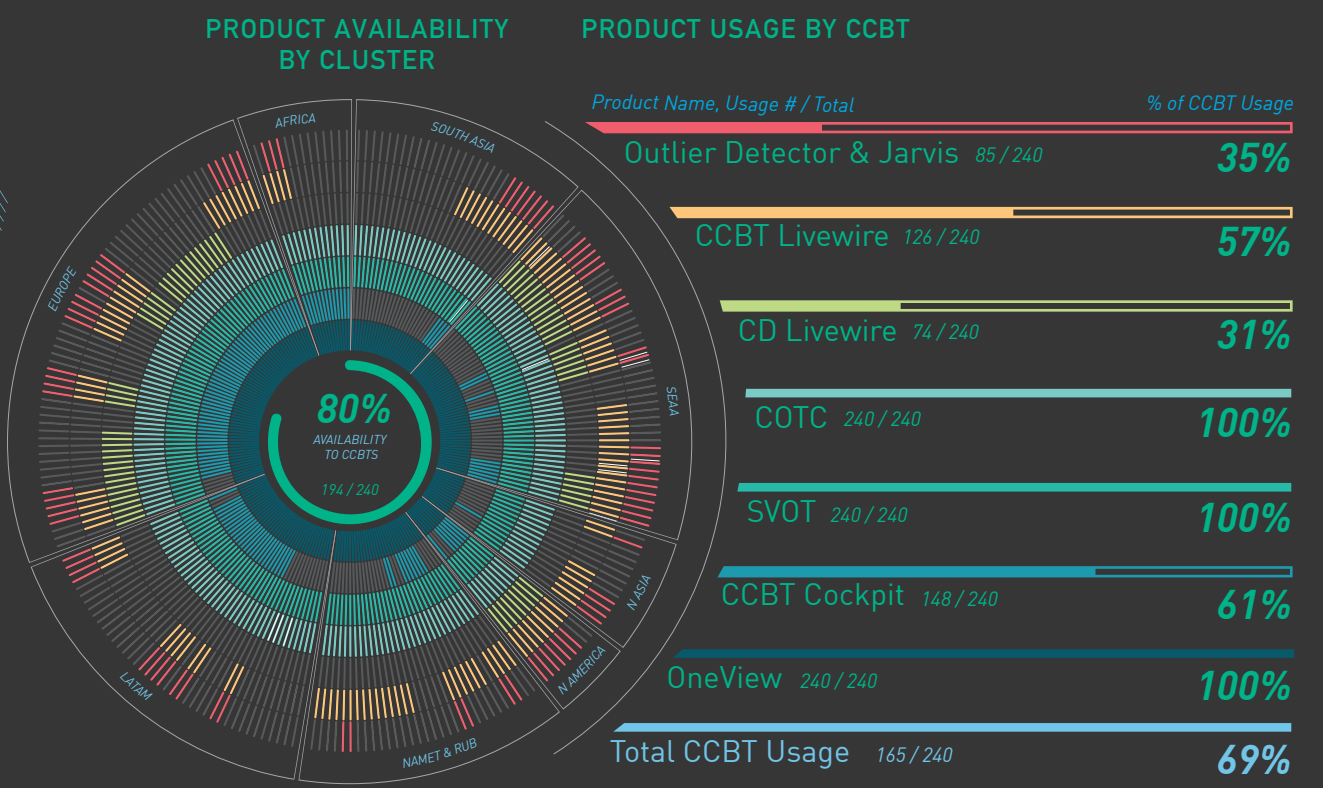 PRODUCT AVAILABILITY
BY CLUSTER
AFRICA
SOUTH ASIA
EUROPE
SEAA
N ASIA
N AMERICA
NAMET & RUB
LATAM
80%
AVAILABILITY
TO CCBTS
194 / 240
PRODUCT USAGE BY CCBT
Product Name, Usage # / Total
% of CCBT Usage
Outlier Detector & Jarvis 85 / 240 35%
CCBT Livewire 126 / 240 57%
CD Livewire 74 / 240 31%
COTC 240 / 240 100%
SVOT 240 / 240 100%
CCBT Cockpit 148 / 240 61%
OneView 240 / 240 100%
Total CCBT Usage 165 / 240 69%